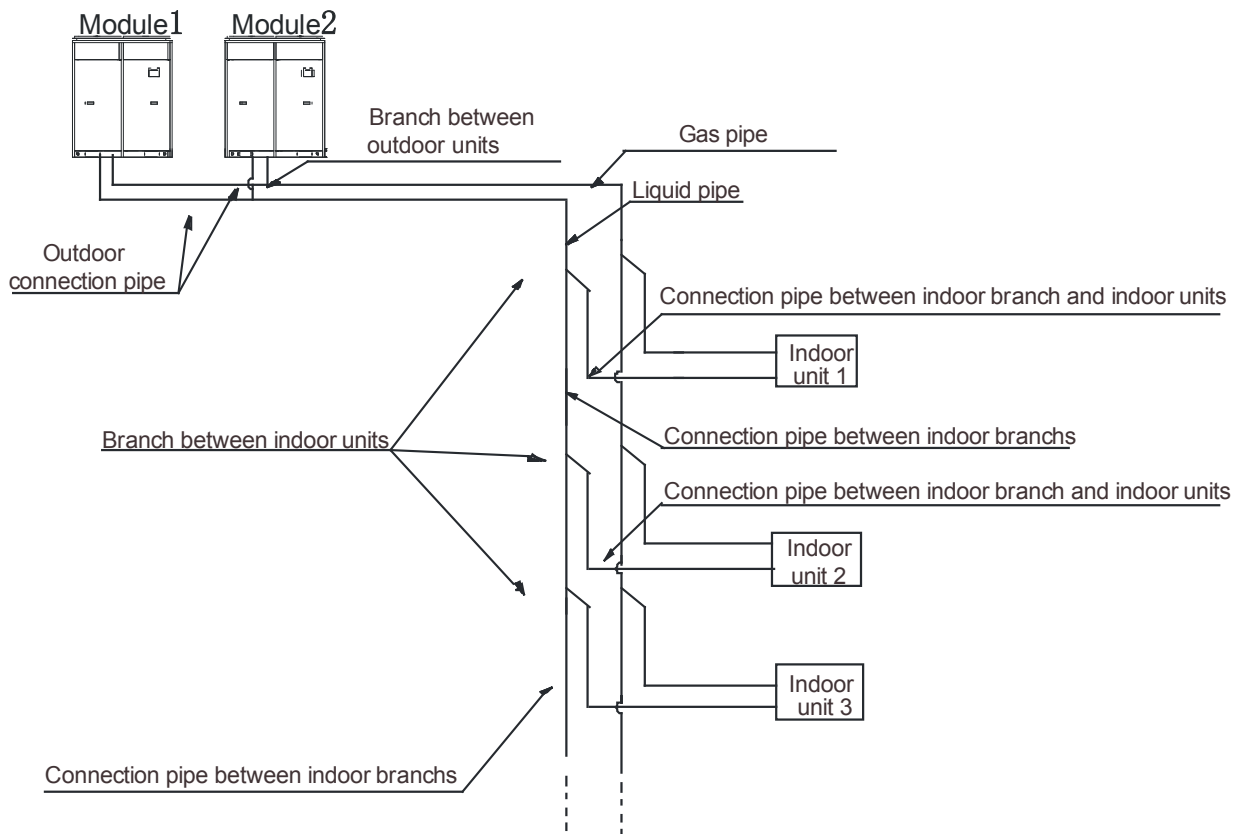 Module1
Module2
Branch between
outdoor units
Gas pipe
Liquid pipe
Outdoor
connection pipe
Connection pipe between indoor branch and indoor units
Indoor
unit 1
Branch between indoor units
Connection pipe between indoor branchs
Connection pipe between indoor branch and indoor units
Indoor
unit 2
Indoor
unit 3
Connection pipe between indoor branchs